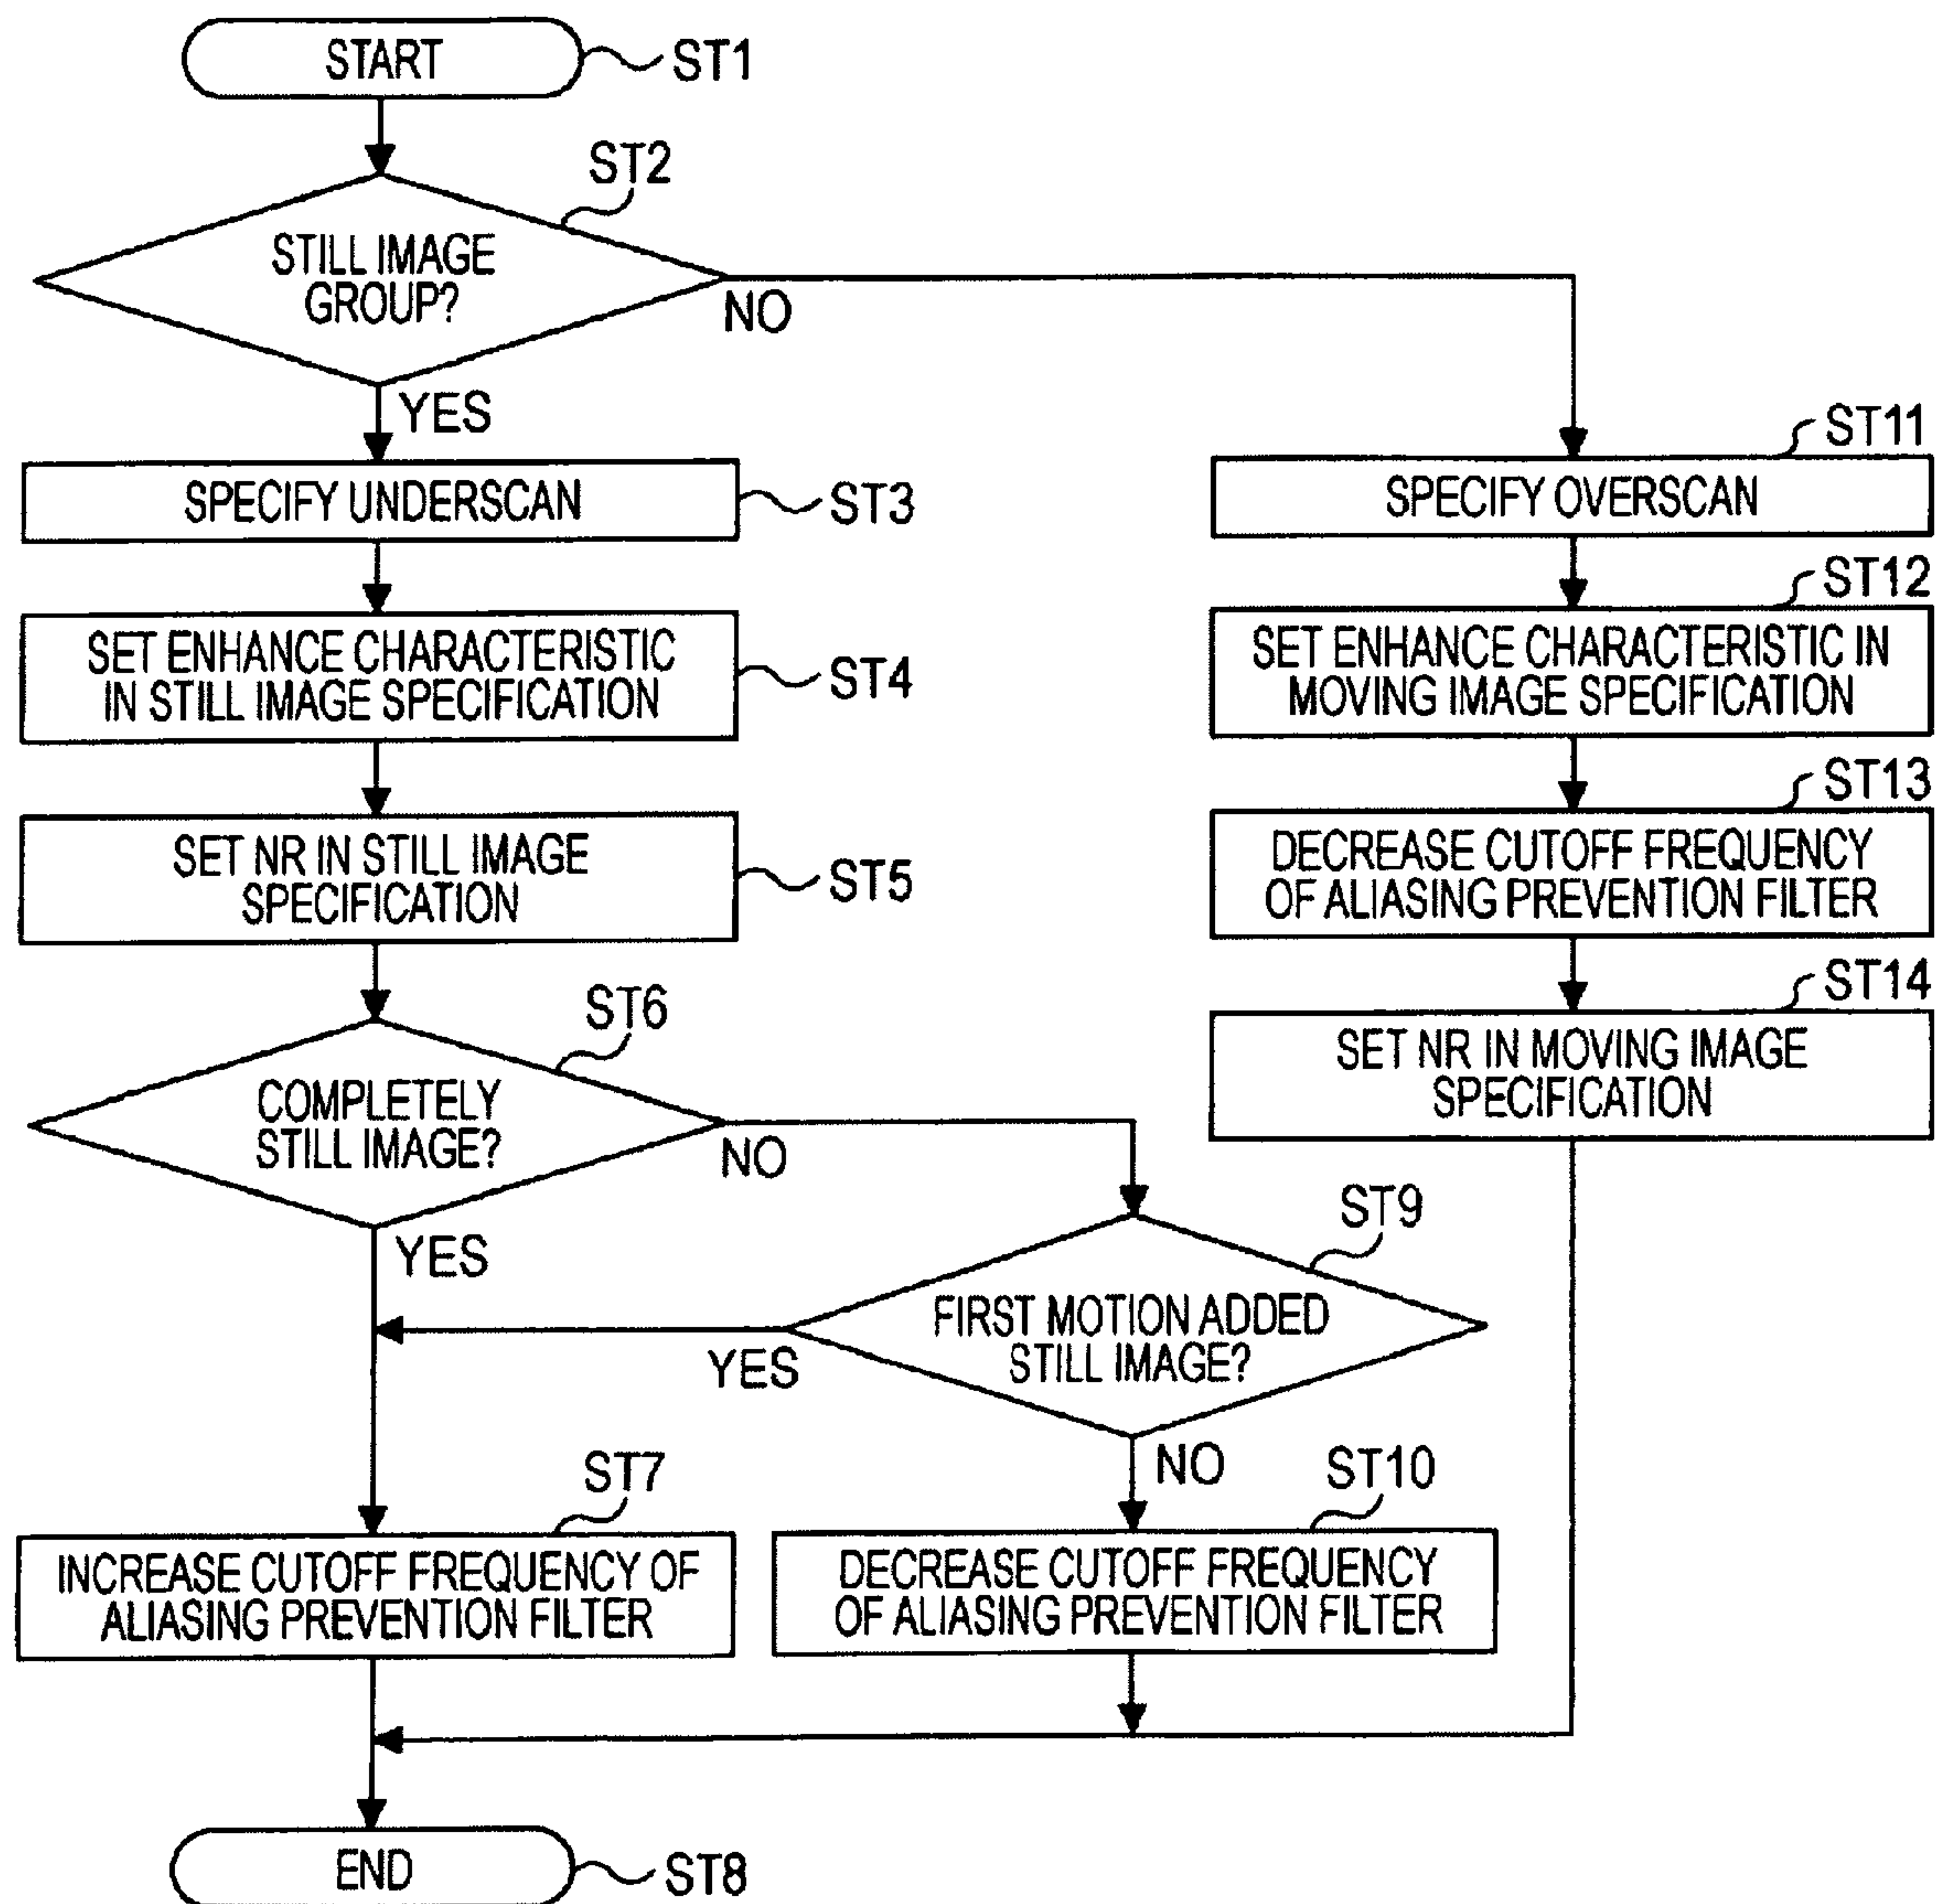 START
ST1
ST2
STILL IMAGE
GROUP?
NO
YES
SPECIFY UNDERSCAN
ST3
SET ENHANCE CHARACTERISTIC
IN STILL IMAGE SPECIFICATION
ST4
SET NR IN STILL IMAGE
SPECIFICATION
ST5
ST6
COMPLETELY
STILL IMAGE?
NO
YES
ST9
FIRST MOTION ADDED
STILL IMAGE?
YES
NO
ST7
INCREASE CUTOFF FREQUENCY OF
ALIASING PREVENTION FILTER
ST10
DECREASE CUTOFF FREQUENCY
OF ALIASING PREVENTION FILTER
ST11
SPECIFY OVERSCAN
ST12
SET ENHANCE CHARACTERISTIC IN
MOVING IMAGE SPECIFICATION
ST13
DECREASE CUTOFF FREQUENCY
OF ALIASING PREVENTION FILTER
ST14
SET NR IN MOVING IMAGE
SPECIFICATION
END
ST8